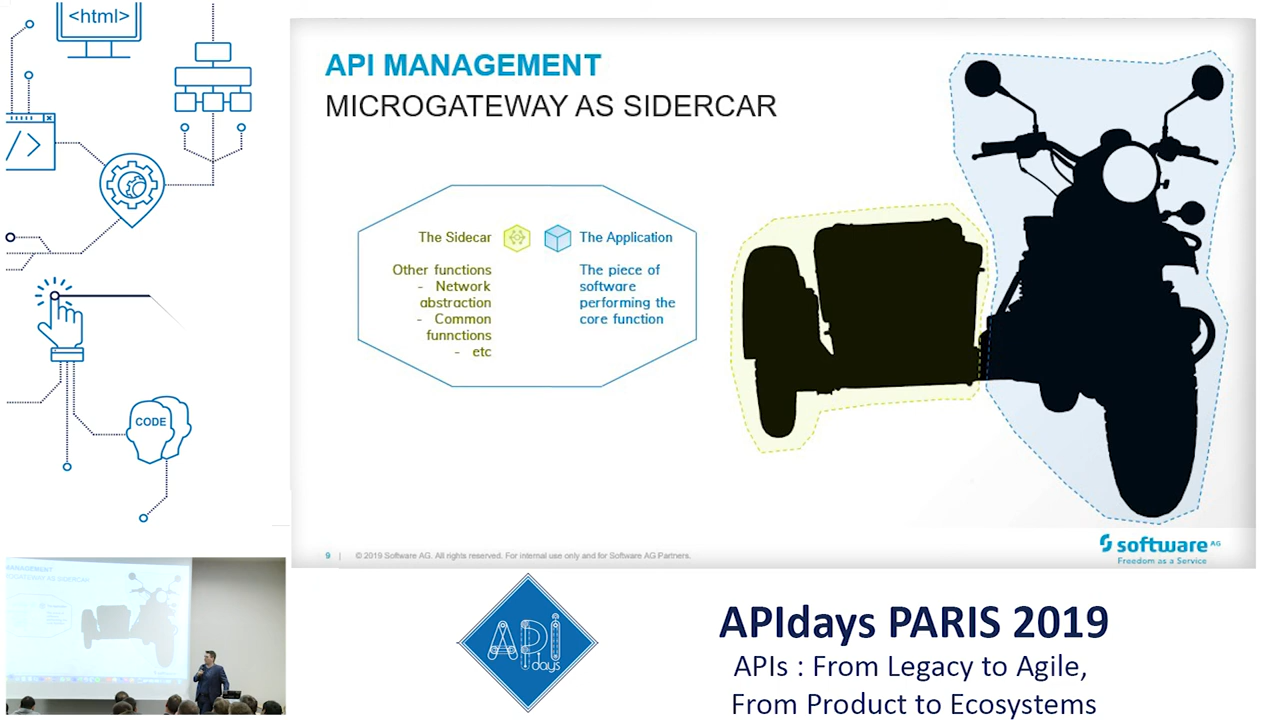 <html>
</>
CODE
API MANAGEMENT
MICROGATEWAY AS SIDERCAR
The Sidecar
Other functions
- Network
abstraction
- Common
funnctions
- etc
The Application
The piece of
software
performing the
core function
9 | © 2019 Software AG. All rights reserved. For internal use only and for Software AG Partners.
software AG
Freedom as a Service
API
days
APIdays PARIS 2019
APIs : From Legacy to Agile,
From Product to Ecosystems